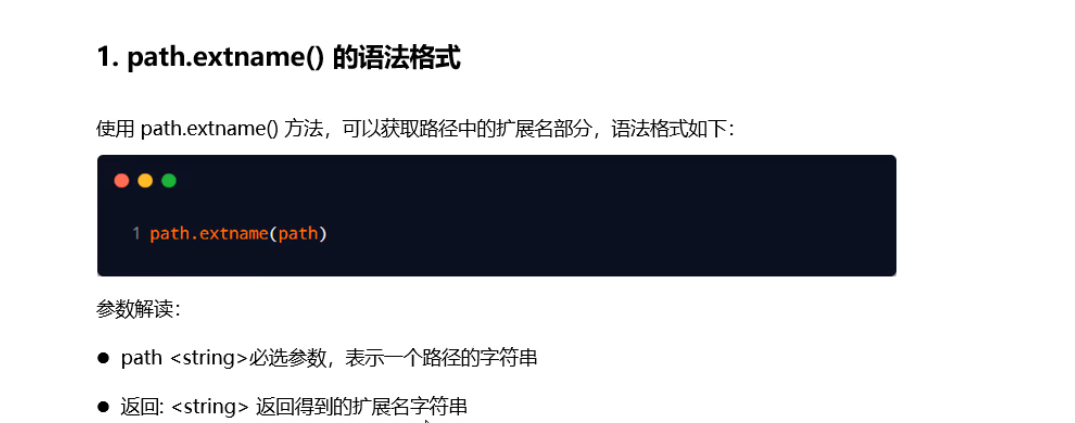 1. path.extname() 的语法格式
使用 path.extname() 方法，可以获取路径中的扩展名部分，语法格式如下：
1 path.extname(path)
参数解读：
● path <string>必选参数，表示一个路径的字符串
● 返回: <string> 返回得到的扩展名字符串